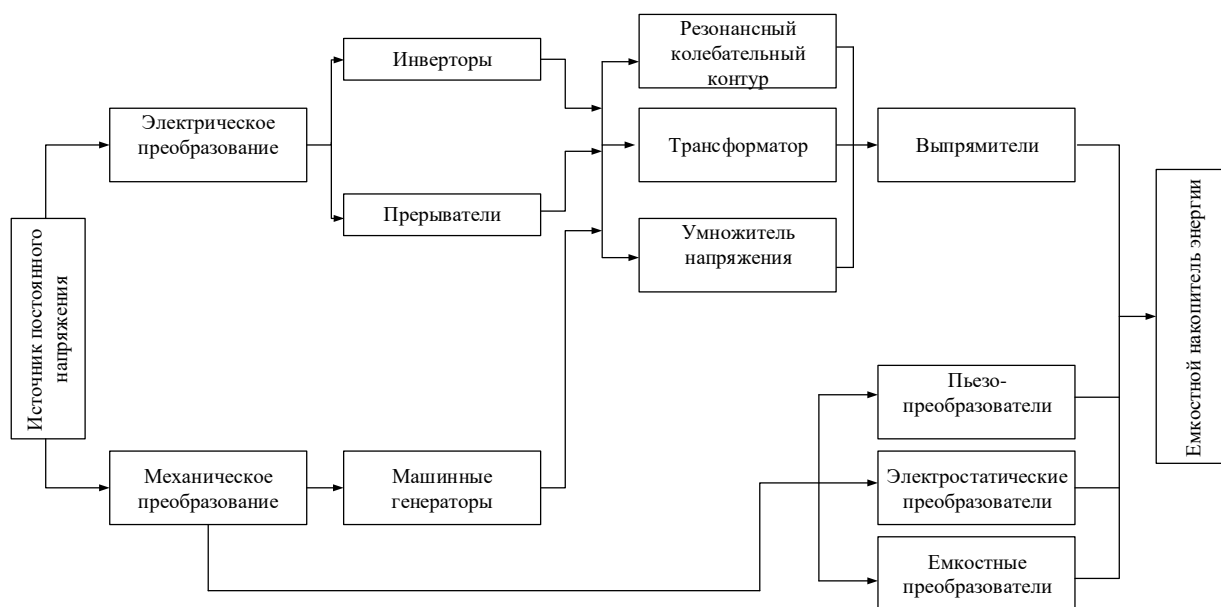 Источник постоянного
напряжения
Электрическое
преобразование
Механическое
преобразование
Инверторы
Прерыватели
Машинные
генераторы
Резонансный
колебательный
контур
Трансформатор
Умножитель
напряжения
Выпрямители
Пьезо-
преобразователи
Электростатические
преобразователи
Емкостные
преобразователи
Емкостной накопитель энергии